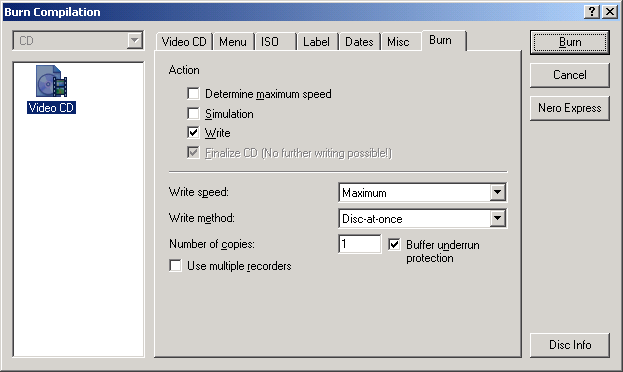 Burn Compilation
CD
Video CD
Video CD Menu ISO Label Dates Misc Burn
Action
Determine maximum speed
Simulation
Write
Finalize CD (No further writing possible!)
Write speed: Maximum
Write method: Disc-at-once
Number of copies: 1 Buffer underrun
protection
Use multiple recorders
Burn
Cancel
Nero Express
Disc Info